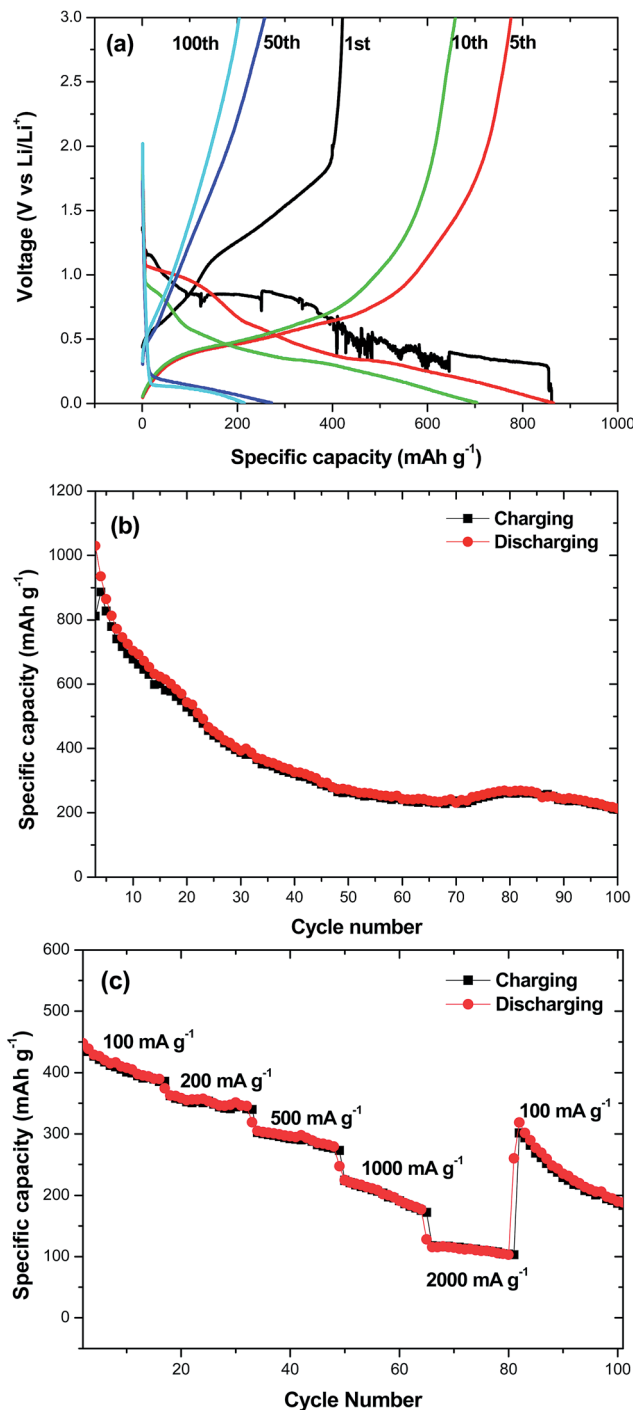 (a)
100th 50th 1st 10th 5th
3.0
2.5
2.0
1.5
1.0
0.5
0.0
Voltage (V vs Li/Li⁺)
0 200 400 600 800 1000
Specific capacity (mAh g⁻¹)
(b)
Charging
Discharging
1200
1000
800
600
400
200
0
Specific capacity (mAh g⁻¹)
10 20 30 40 50 60 70 80 90 100
Cycle number
(c)
Charging
Discharging
600
500
400
300
200
100
0
Specific capacity (mAh g⁻¹)
100 mA g⁻¹
200 mA g⁻¹
500 mA g⁻¹
1000 mA g⁻¹
2000 mA g⁻¹
100 mA g⁻¹
20 40 60 80 100
Cycle Number